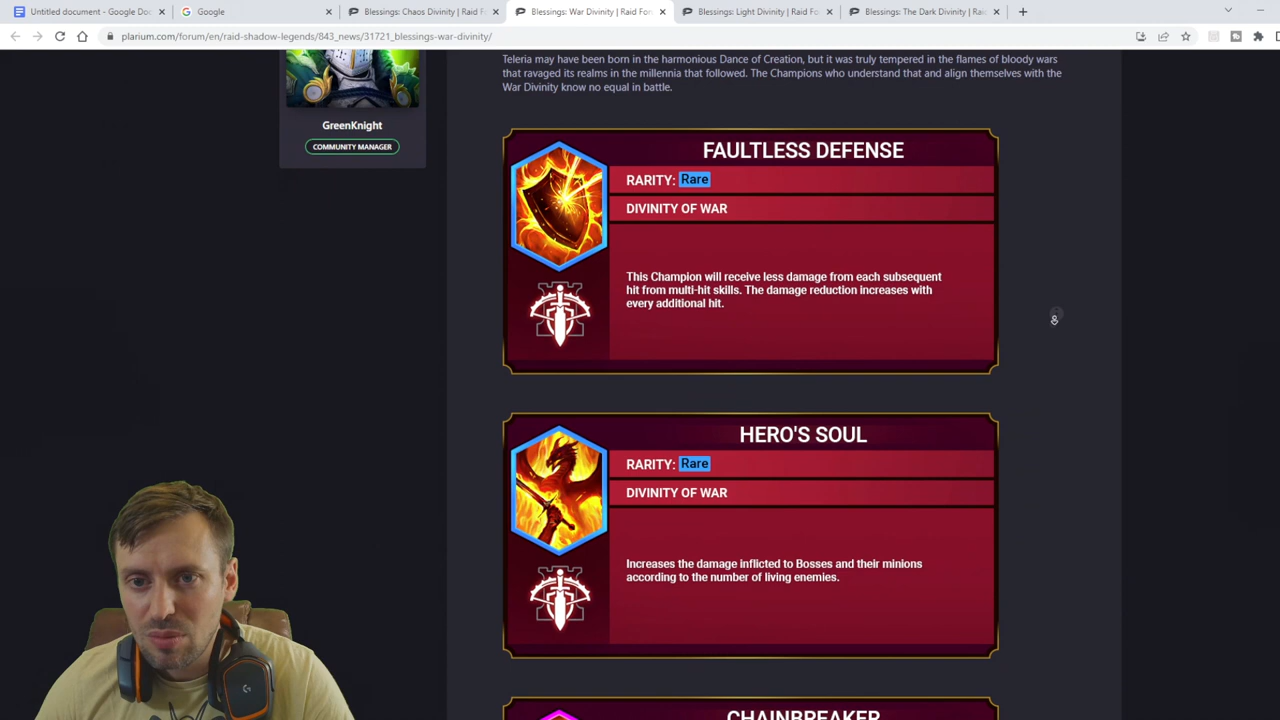 Untitled document - Google Doc
Google
Blessings: Chaos Divinity | Raid F
Blessings: War Divinity | Raid For
Blessings: Light Divinity | Raid Fo
Blessings: The Dark Divinity | Rai
plarium.com/forum/en/raid-shadow-legends/843_news/31721_blessings-war-divinity/
Teleria may have been born in the harmonious Dance of Creation, but it was truly tempered in the flames of bloody wars
that ravaged its realms in the millennia that followed. The Champions who understand that and align themselves with the
War Divinity know no equal in battle.
GreenKnight
COMMUNITY MANAGER
FAULTLESS DEFENSE
RARITY: Rare
DIVINITY OF WAR
This Champion will receive less damage from each subsequent
hit from multi-hit skills. The damage reduction increases with
every additional hit.
HERO'S SOUL
RARITY: Rare
DIVINITY OF WAR
Increases the damage inflicted to Bosses and their minions
according to the number of living enemies.
CHAINBREAKER